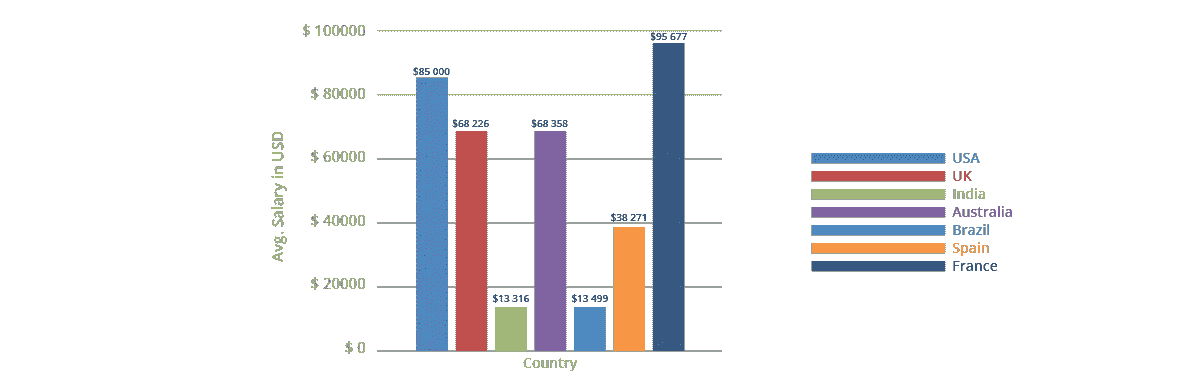 $ 100000
$ 80000
$ 60000
$ 40000
$ 20000
$ 0
Avg. Salary in USD
$85 000
$68 226
$13 316
$68 358
$13 499
$38 271
$95 677
Country
USA
UK
India
Australia
Brazil
Spain
France